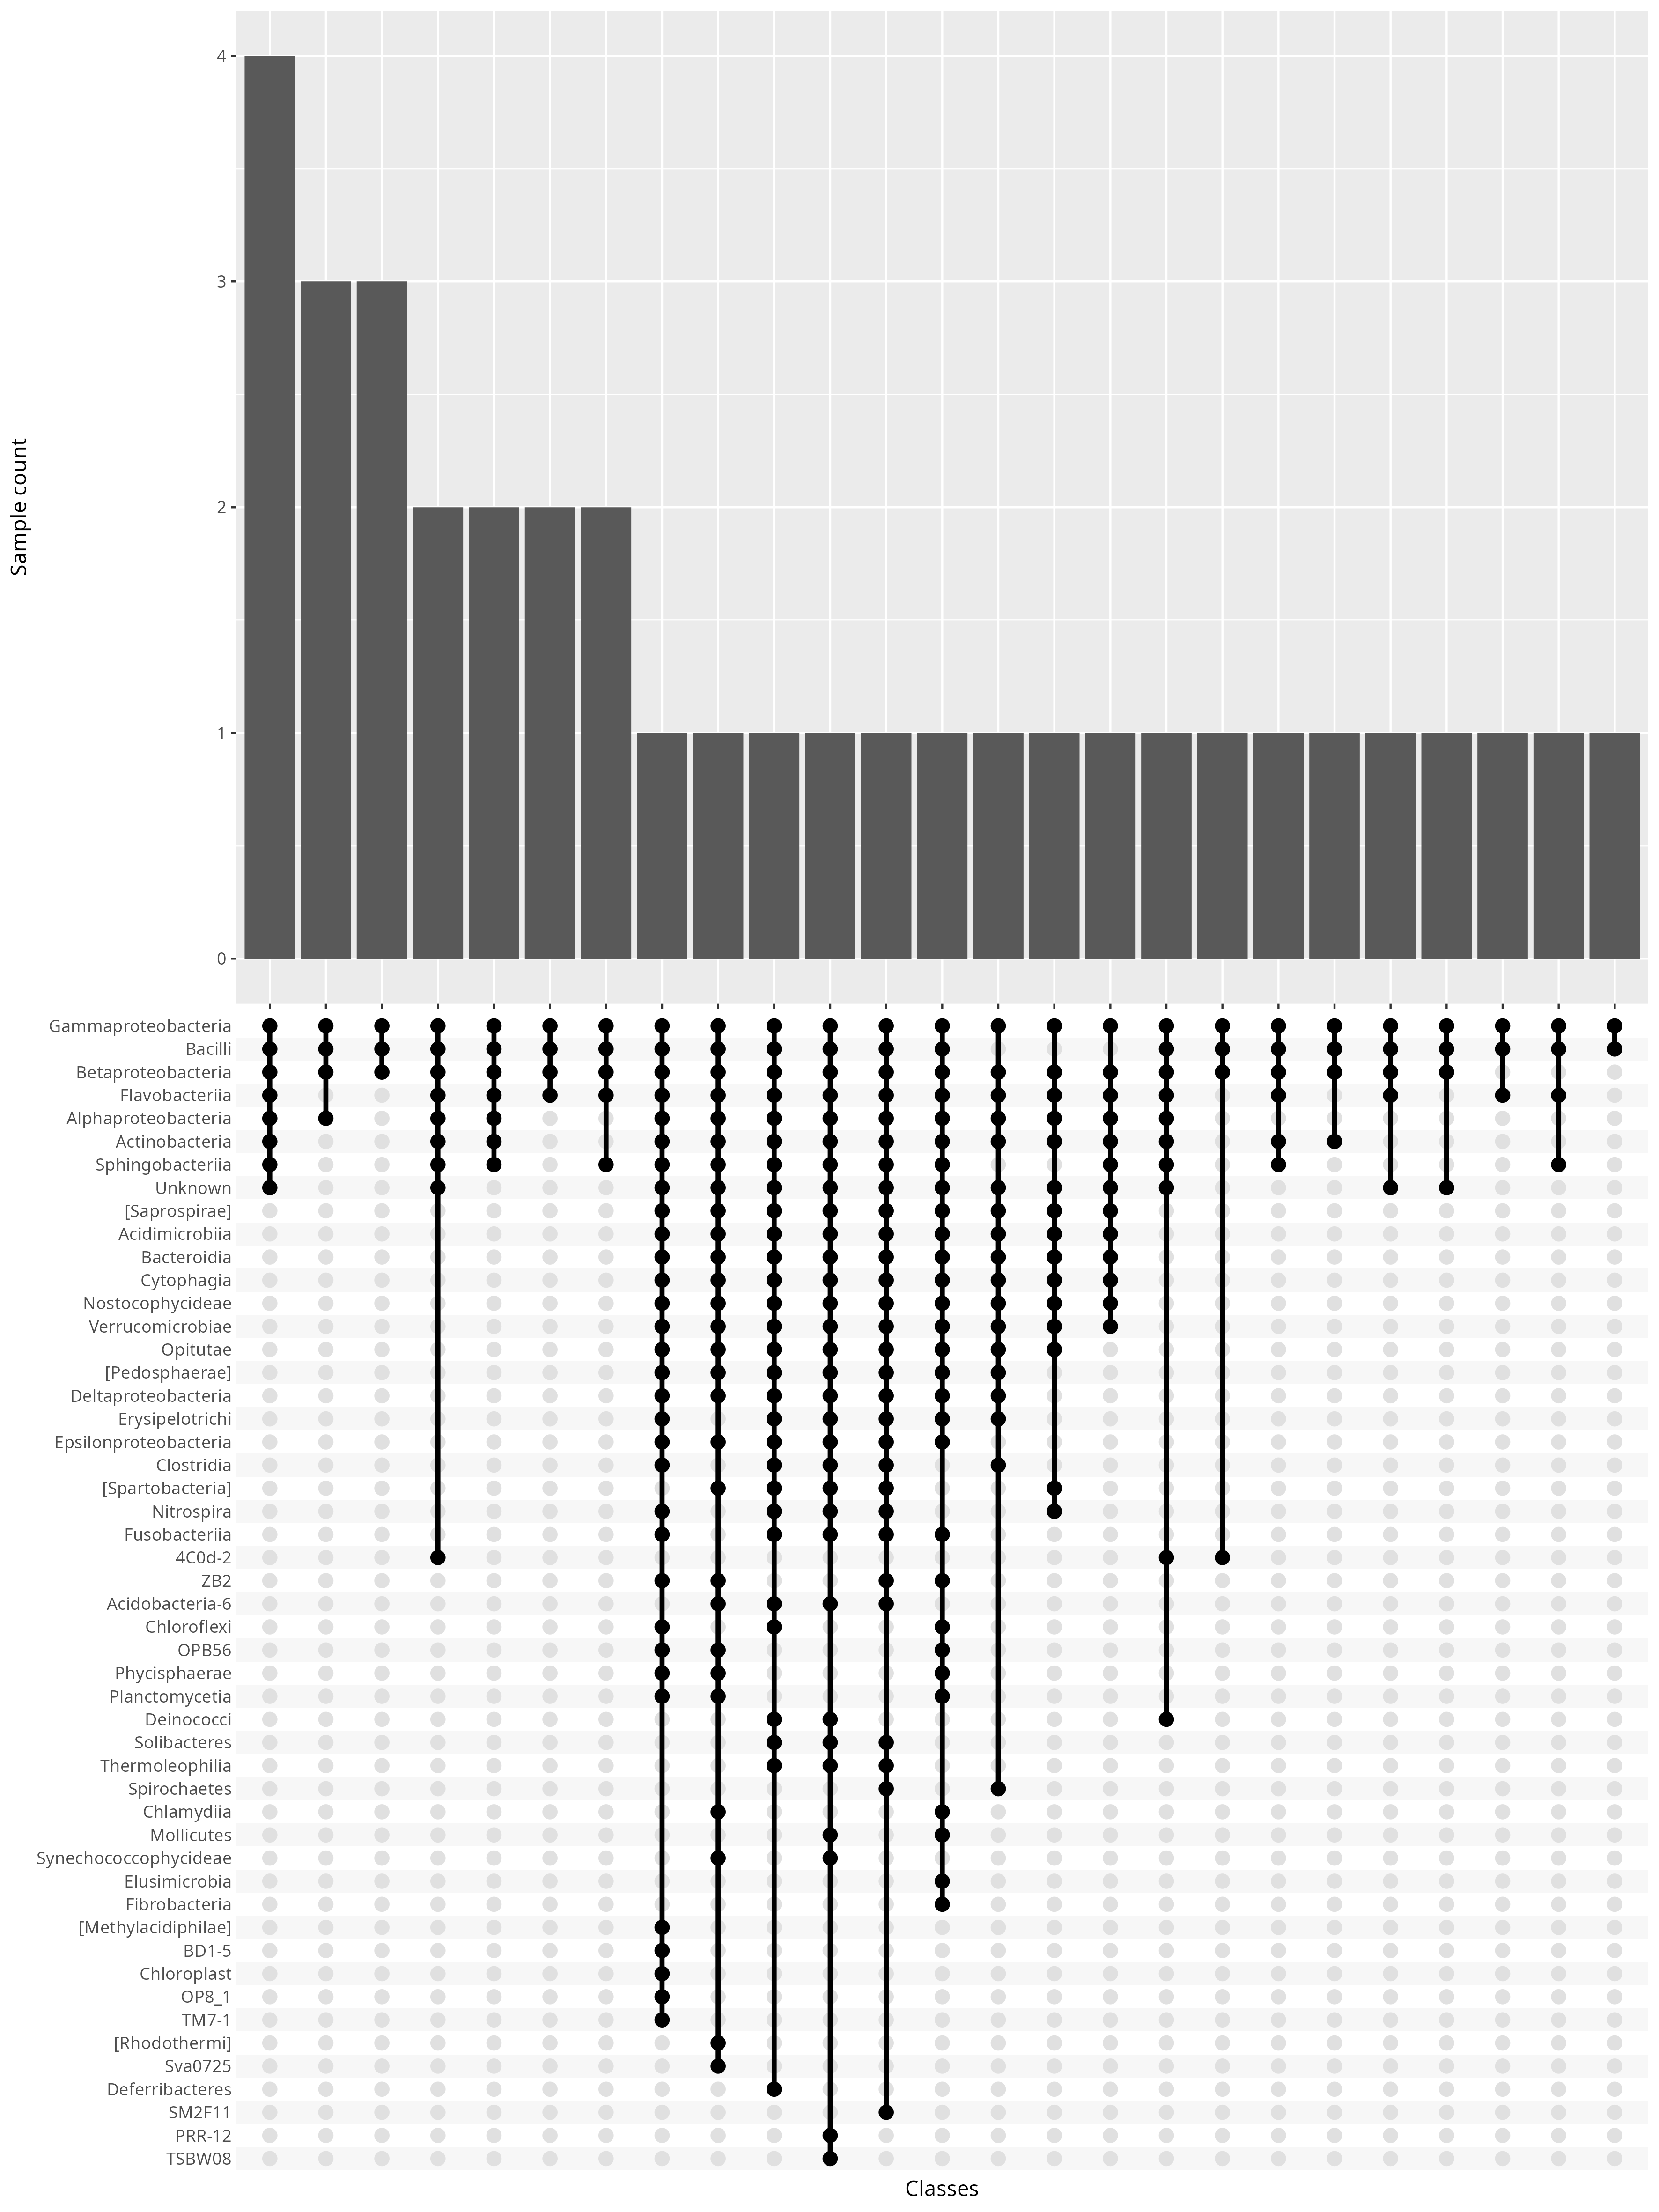 4
3
2
1
0
Sample count
Gammaproteobacteria
Bacilli
Betaproteobacteria
Flavobacteriia
Alphaproteobacteria
Actinobacteria
Sphingobacteriia
Unknown
[Saprospirae]
Acidimicrobiia
Bacteroidia
Cytophagia
Nostocophycideae
Verrucomicrobiae
Opitutae
[Pedosphaerae]
Deltaproteobacteria
Erysipelotrichi
Epsilonproteobacteria
Clostridia
[Spartobacteria]
Nitrospira
Fusobacteriia
4C0d-2
ZB2
Acidobacteria-6
Chloroflexi
OPB56
Phycisphaerae
Planctomycetia
Deinococci
Solibacteres
Thermoleophilia
Spirochaetes
Chlamydiia
Mollicutes
Synechococcophycideae
Elusimicrobia
Fibrobacteria
[Methylacidiphilae]
BD1-5
Chloroplast
OP8_1
TM7-1
[Rhodothermi]
Sva0725
Deferribacteres
SM2F11
PRR-12
TSBW08
Classes